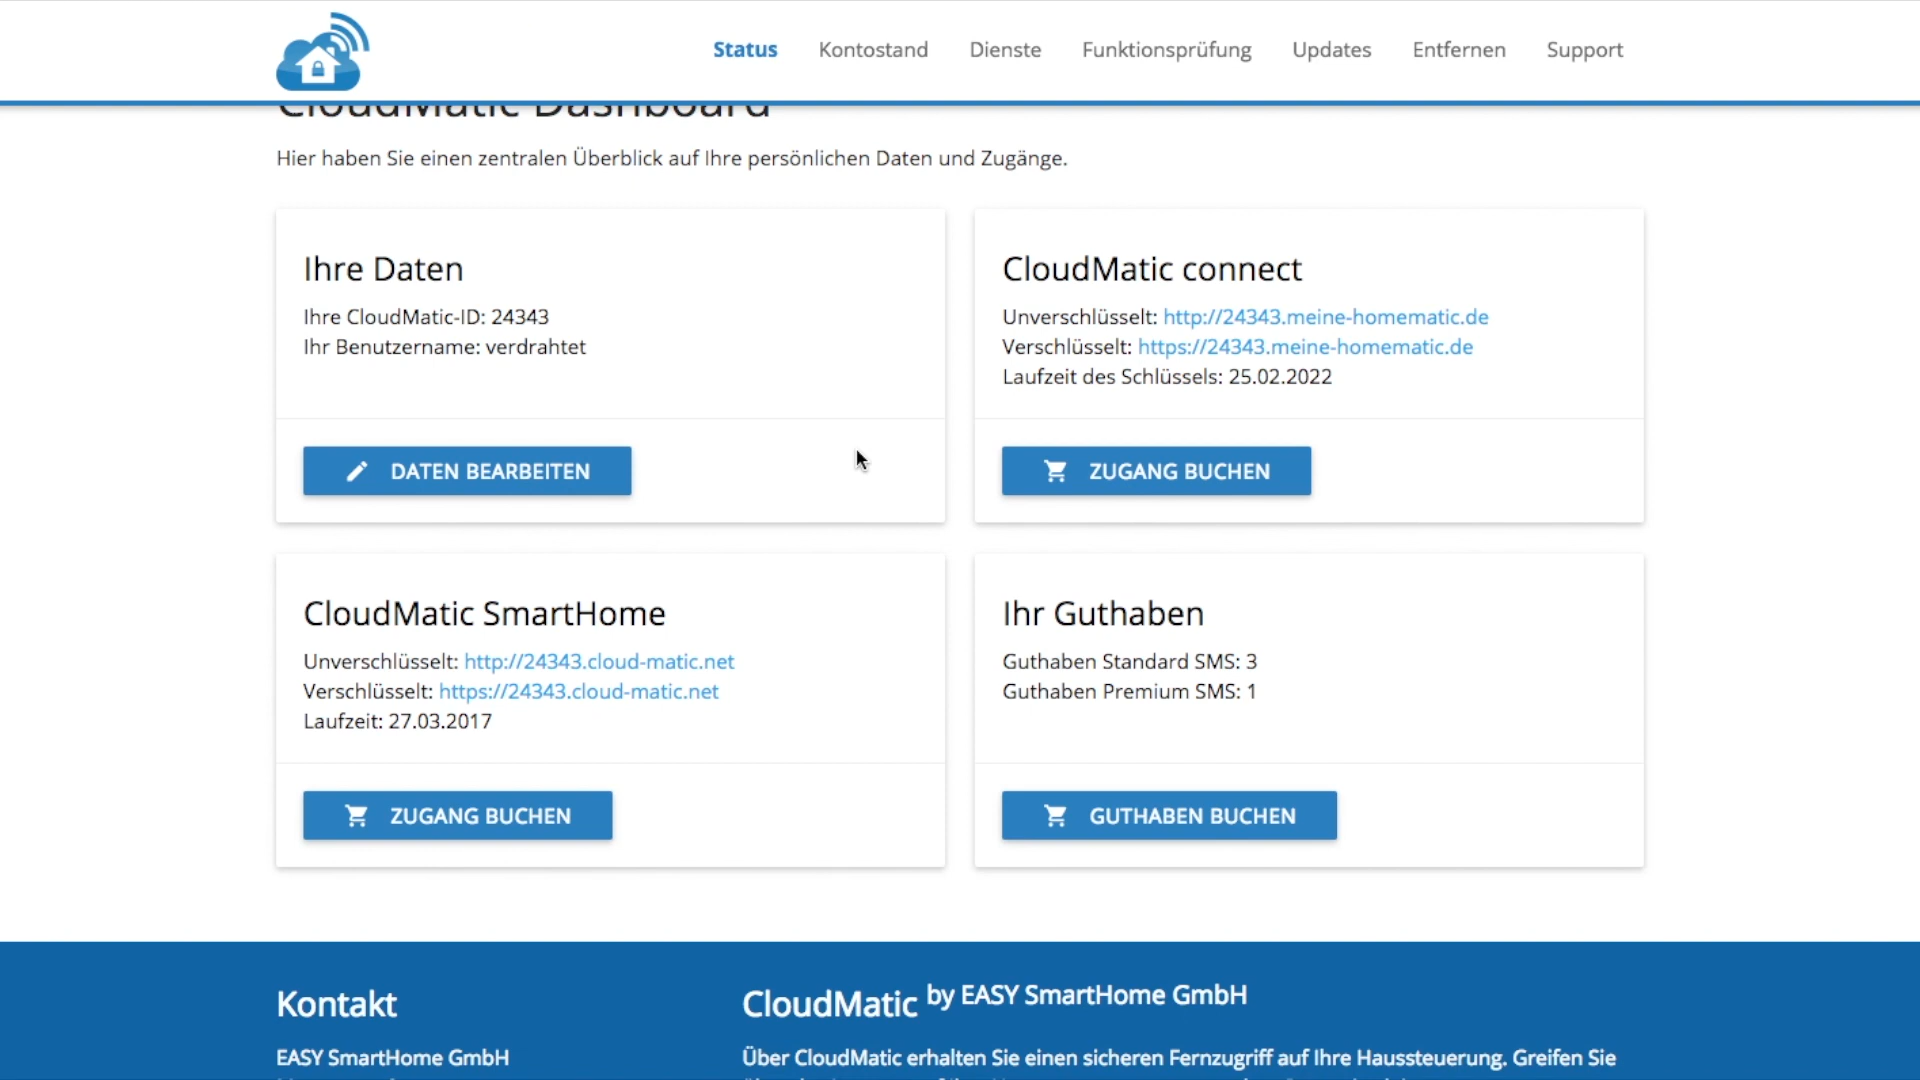 Status Kontostand Dienste Funktionsprüfung Updates Entfernen Support
CloudMatic Dashboard
Hier haben Sie einen zentralen Überblick auf Ihre persönlichen Daten und Zugänge.
Ihre Daten
Ihre CloudMatic-ID: 24343
Ihr Benutzername: verdrahtet
DATEN BEARBEITEN
CloudMatic connect
Unverschlüsselt: http://24343.meine-homematic.de
Verschlüsselt: https://24343.meine-homematic.de
Laufzeit des Schlüssels: 25.02.2022
ZUGANG BUCHEN
CloudMatic SmartHome
Unverschlüsselt: http://24343.cloud-matic.net
Verschlüsselt: https://24343.cloud-matic.net
Laufzeit: 27.03.2017
ZUGANG BUCHEN
Ihr Guthaben
Guthaben Standard SMS: 3
Guthaben Premium SMS: 1
GUTHABEN BUCHEN
Kontakt
EASY SmartHome GmbH
CloudMatic by EASY SmartHome GmbH
Über CloudMatic erhalten Sie einen sicheren Fernzugriff auf Ihre Haussteuerung. Greifen Sie